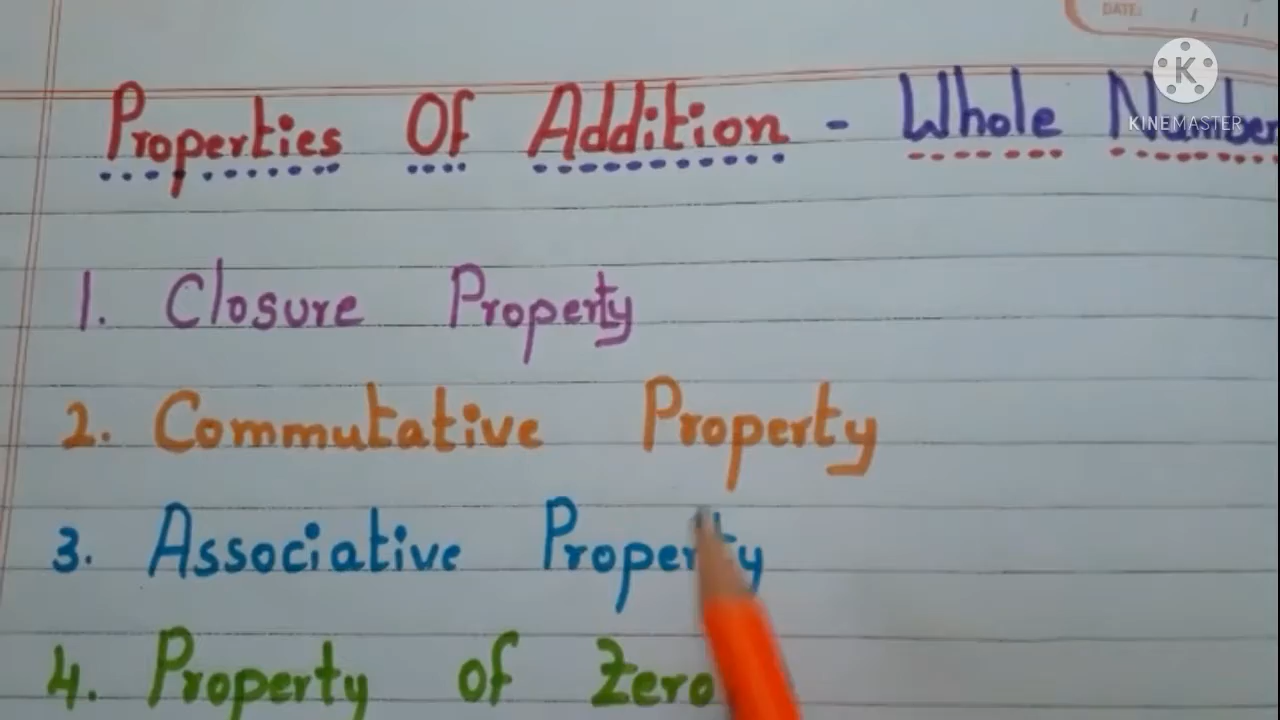 DATE: / /
KINEMASTER
Properties Of Addition - Whole Number
1. Closure Property
2. Commutative Property
3. Associative Property
4. Property of Zero